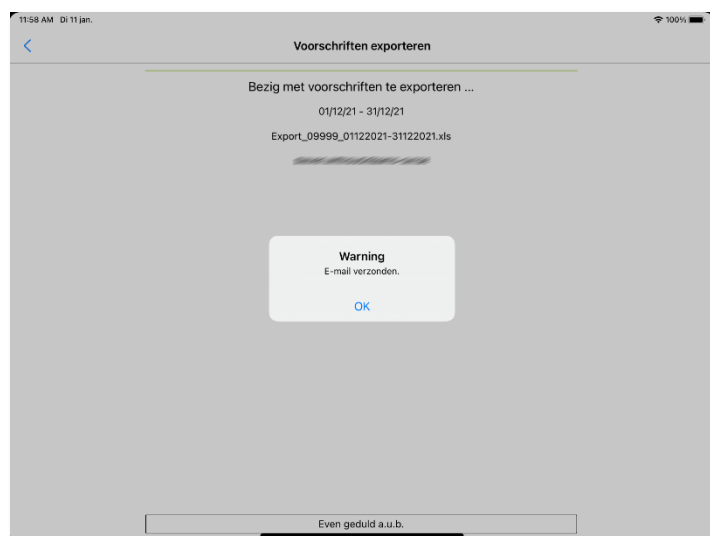 11:58 AM Di 11 jan. 100%
Voorschriften exporteren
Bezig met voorschriften te exporteren ...
01/12/21 - 31/12/21
Export_09999_01122021-31122021.xls
Warning
E-mail verzonden.
OK
Even geduld a.u.b.